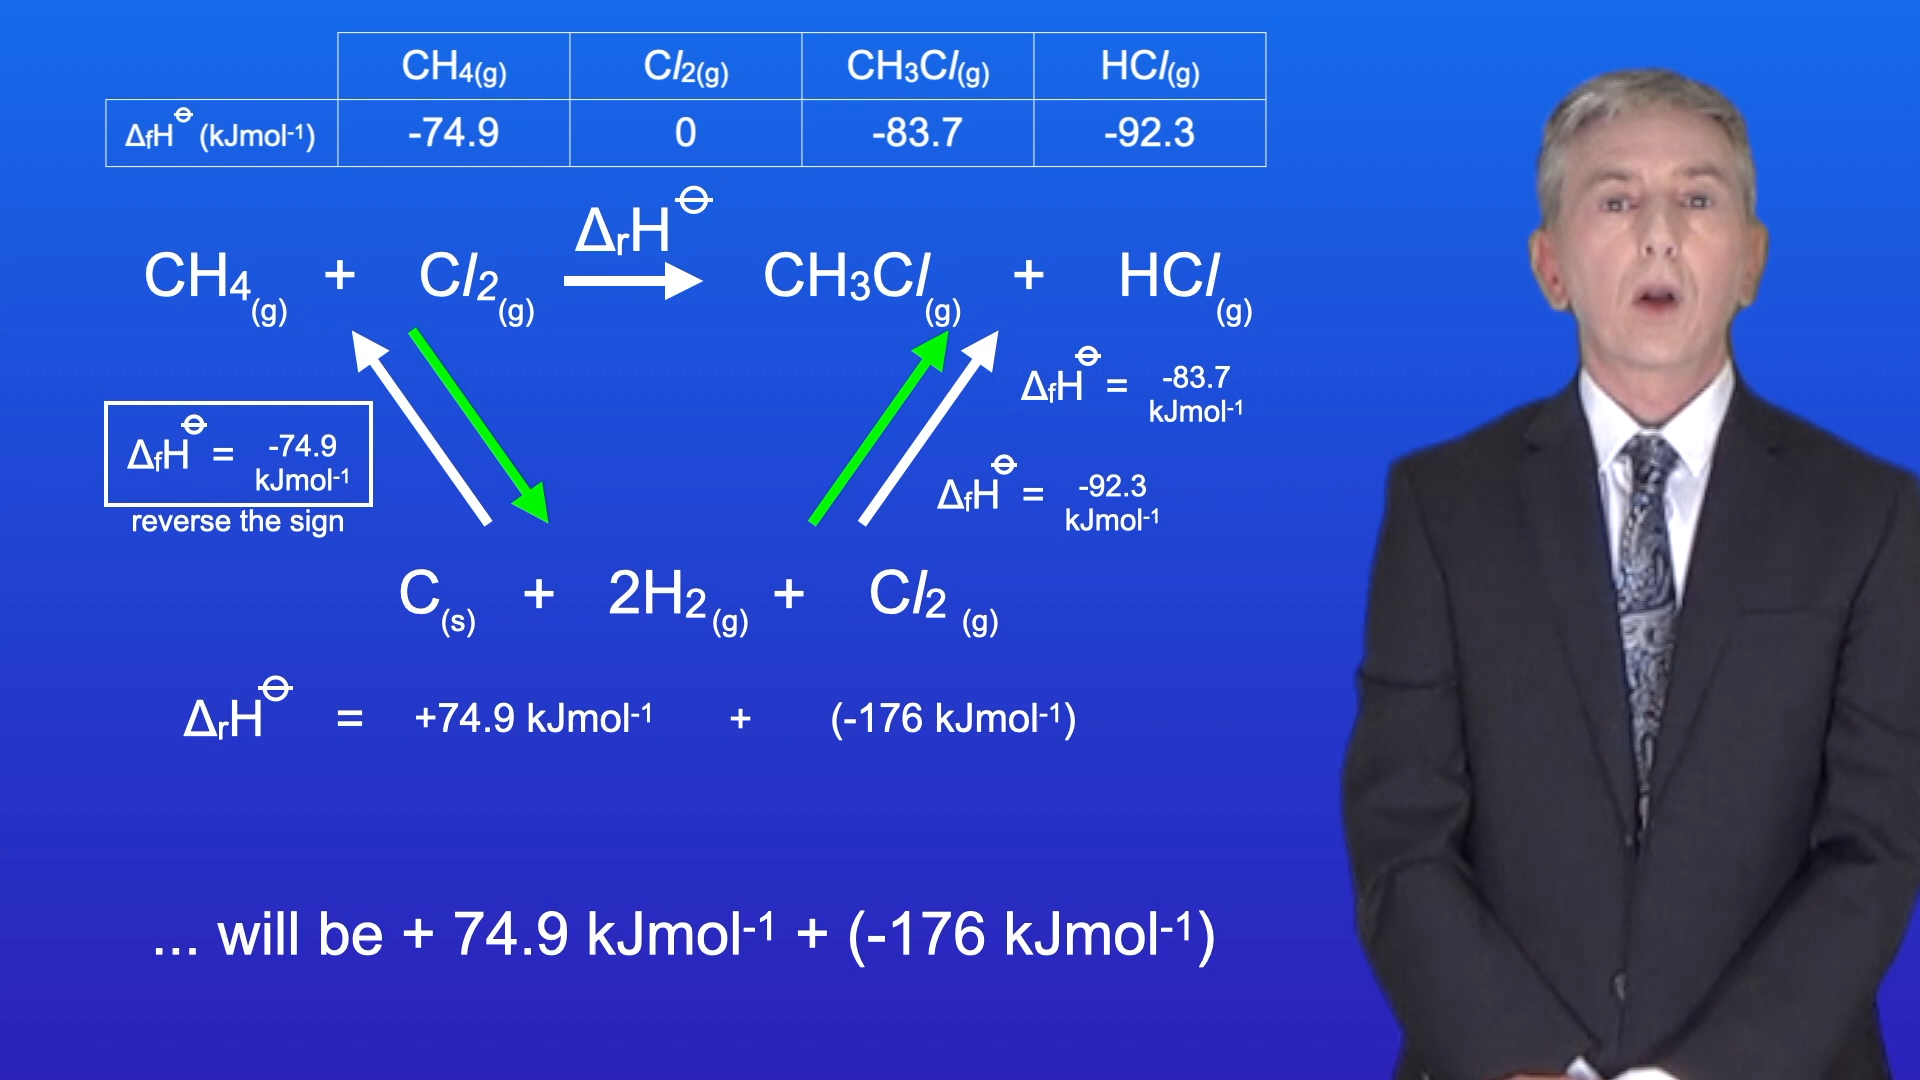 CH4(g) Cl2(g) CH3Cl(g) HCl(g)
ΔfH⊖ (kJmol-1) -74.9 0 -83.7 -92.3
ΔrH⊖
CH4(g) + Cl2(g) CH3Cl(g) + HCl(g)
ΔfH⊖ = -83.7
kJmol-1
ΔfH⊖ = -74.9
kJmol-1
reverse the sign
ΔfH⊖ = -92.3
kJmol-1
C(s) + 2H2(g) + Cl2 (g)
ΔrH⊖ = +74.9 kJmol-1 + (-176 kJmol-1)
... will be + 74.9 kJmol-1 + (-176 kJmol-1)